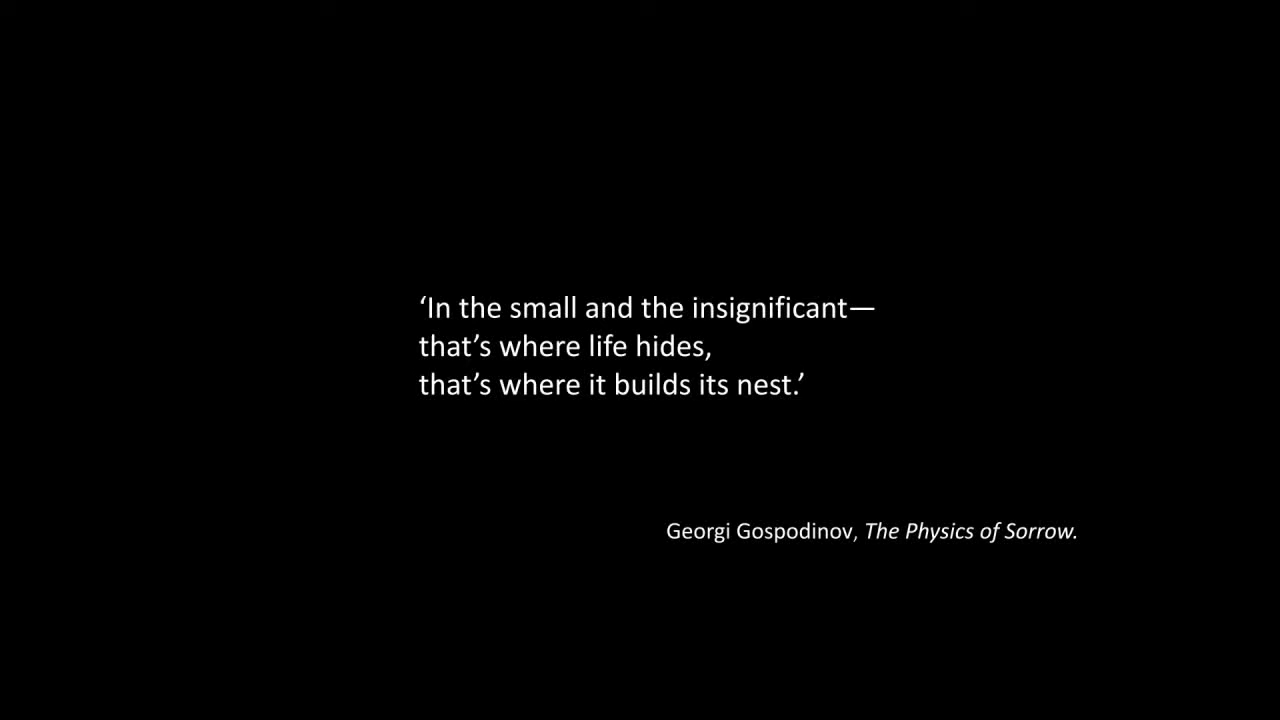 ‘In the small and the insignificant—
that’s where life hides,
that’s where it builds its nest.’
Georgi Gospodinov, The Physics of Sorrow.